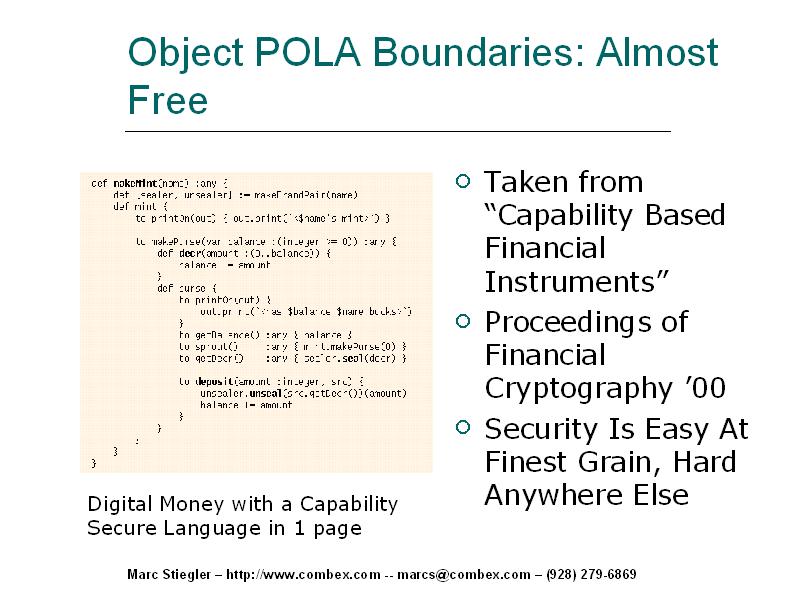 Object POLA Boundaries: Almost
Free
def makeMint(name) :any {
def [sealer, unsealer] := makeBrandPair(name)
def mint {
to printOn(out) { out.print(`<$name's mint>`) }
to makePurse(var balance :(integer >= 0)) :any {
def decr(amount :(0..balance)) {
balance -= amount
}
def purse {
to printOn(out) {
out.print(`<has $balance $name bucks>`)
}
to getBalance() :any { balance }
to sprout() :any { mint.makePurse(0) }
to getDecr() :any { sealer.seal(decr) }
to deposit(amount :integer, src) {
unsealer.unseal(src.getDecr())(amount)
balance += amount
}
}
}
}
}
Digital Money with a Capability
Secure Language in 1 page
Taken from
“Capability Based
Financial
Instruments”
Proceedings of
Financial
Cryptography ’00
Security Is Easy At
Finest Grain, Hard
Anywhere Else
Marc Stiegler – http://www.combex.com -- marcs@combex.com – (928) 279-6869